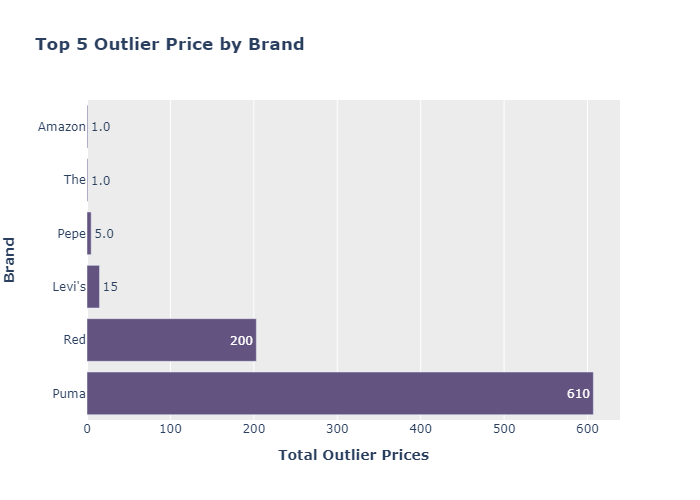 Top 5 Outlier Price by Brand
Amazon 1.0
The 1.0
Pepe 5.0
Levi's 15
Red 200
Puma 610
Brand
0 100 200 300 400 500 600
Total Outlier Prices